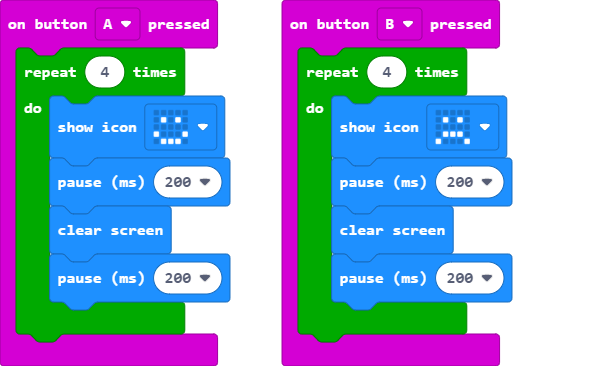 on button A pressed
repeat 4 times
do
show icon
pause (ms) 200
clear screen
pause (ms) 200
on button B pressed
repeat 4 times
do
show icon
pause (ms) 200
clear screen
pause (ms) 200